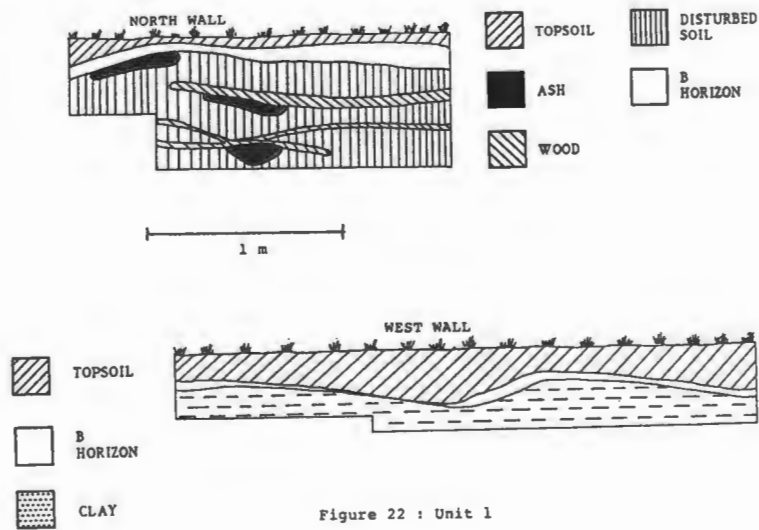 NORTH WALL
TOPSOIL
DISTURBED
SOIL
ASH
B
HORIZON
WOOD
1 m
WEST WALL
TOPSOIL
B
HORIZON
CLAY
Figure 22 : Unit 1